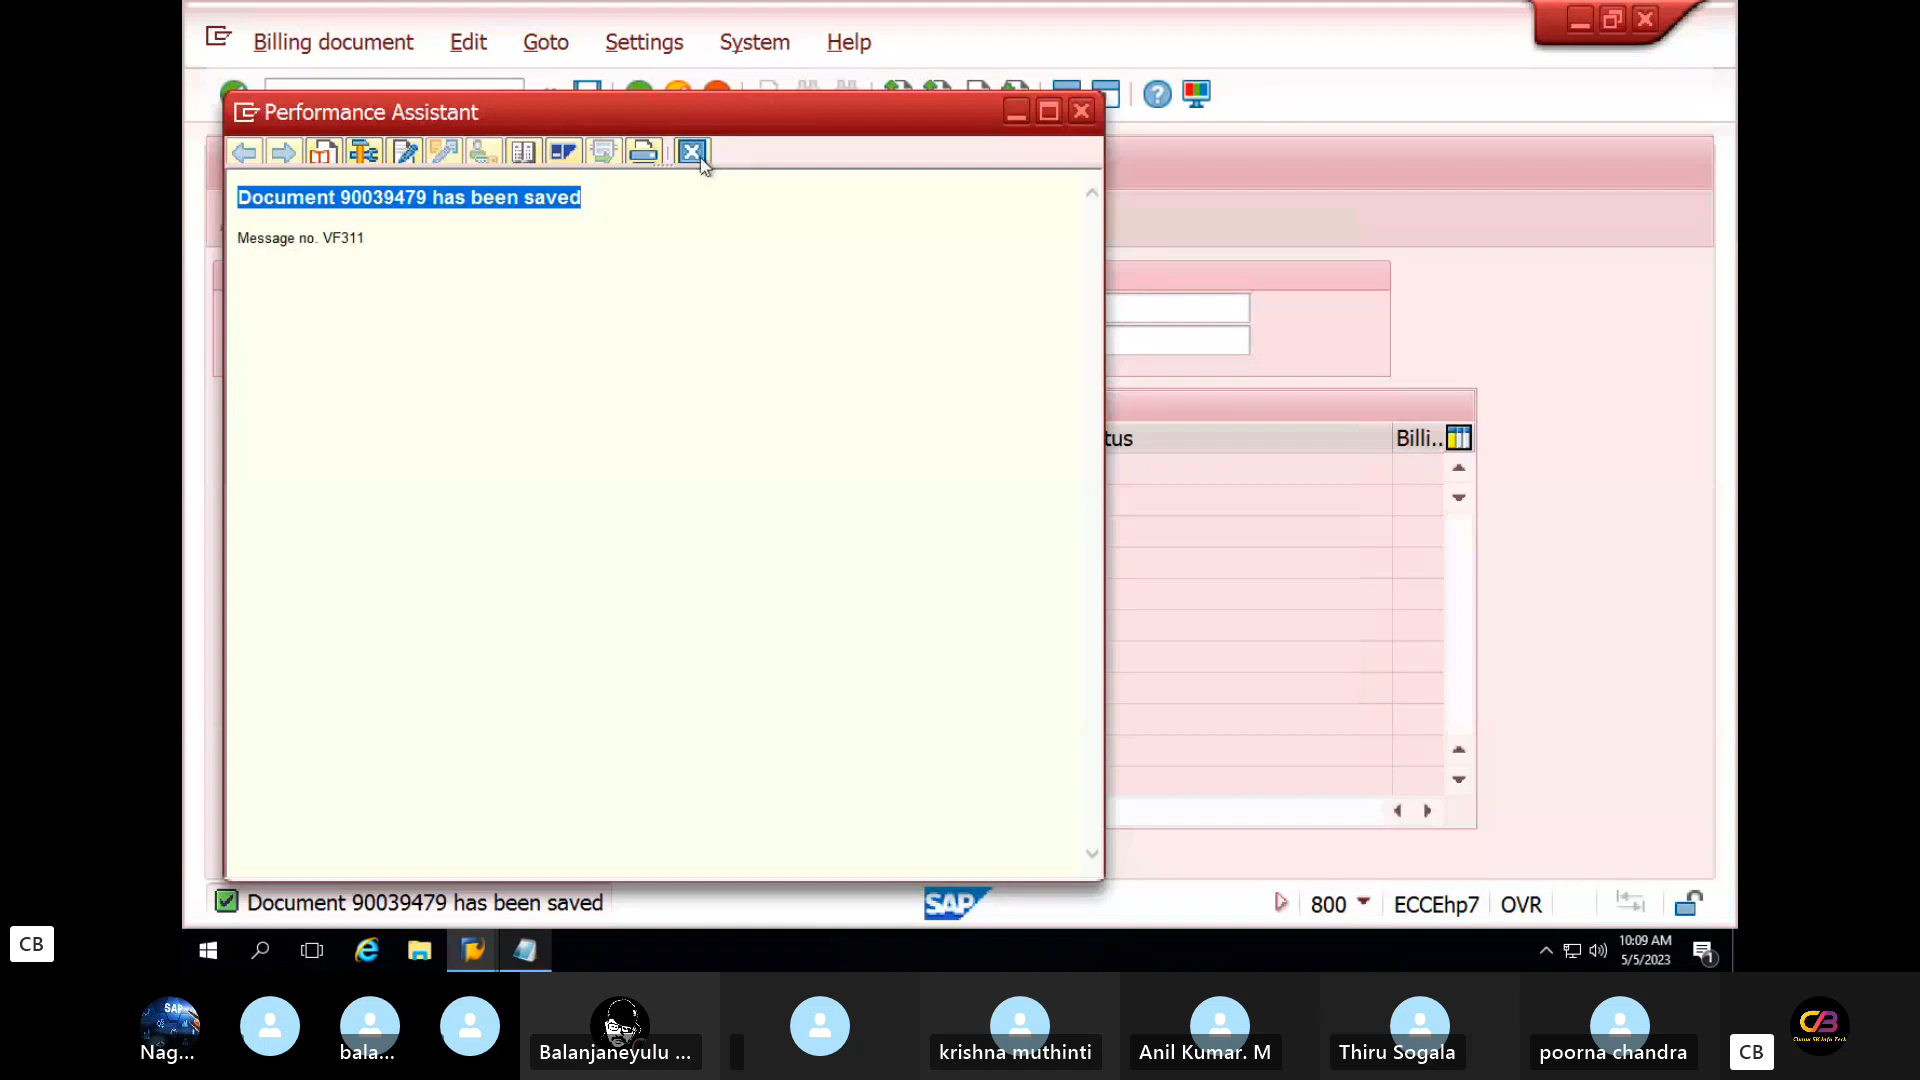 Billing document Edit Goto Settings System Help
Performance Assistant
Document 90039479 has been saved
Message no. VF311
tus Billi..
Document 90039479 has been saved
SAP 800 ECCEhp7 OVR
CB
10:09 AM
5/5/2023
1
SAP
Nag... bala... Balanjaneyulu ... krishna muthinti Anil Kumar. M Thiru Sogala poorna chandra CB